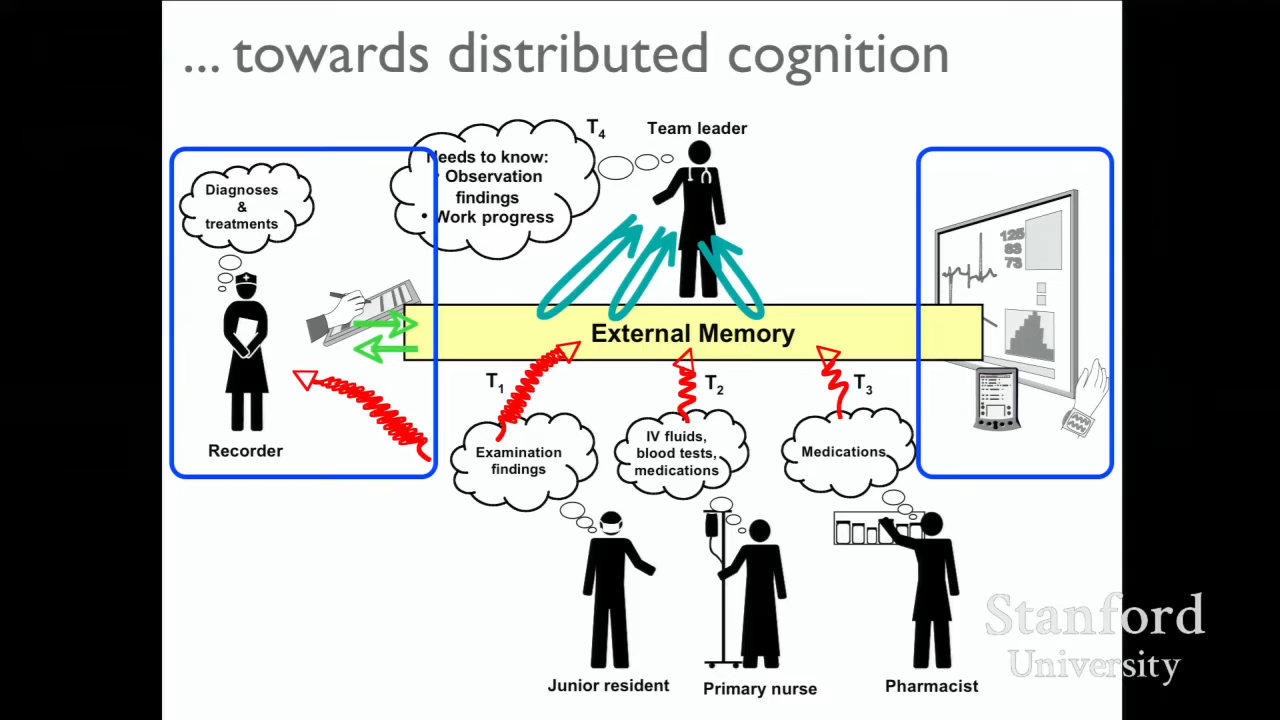 ... towards distributed cognition
T4
Team leader
Needs to know:
• Observation
findings
• Work progress
Diagnoses
&
treatments
125
83
73
External Memory
T1
T2
T3
Recorder
Examination
findings
IV fluids,
blood tests,
medications
Medications
Junior resident
Primary nurse
Pharmacist
Stanford
University